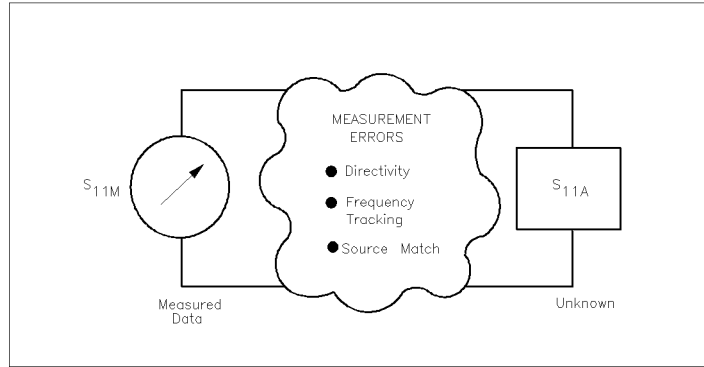 MEASUREMENT
ERRORS
● Directivity
● Frequency
Tracking
● Source Match
S11M
S11A
Measured
Data
Unknown